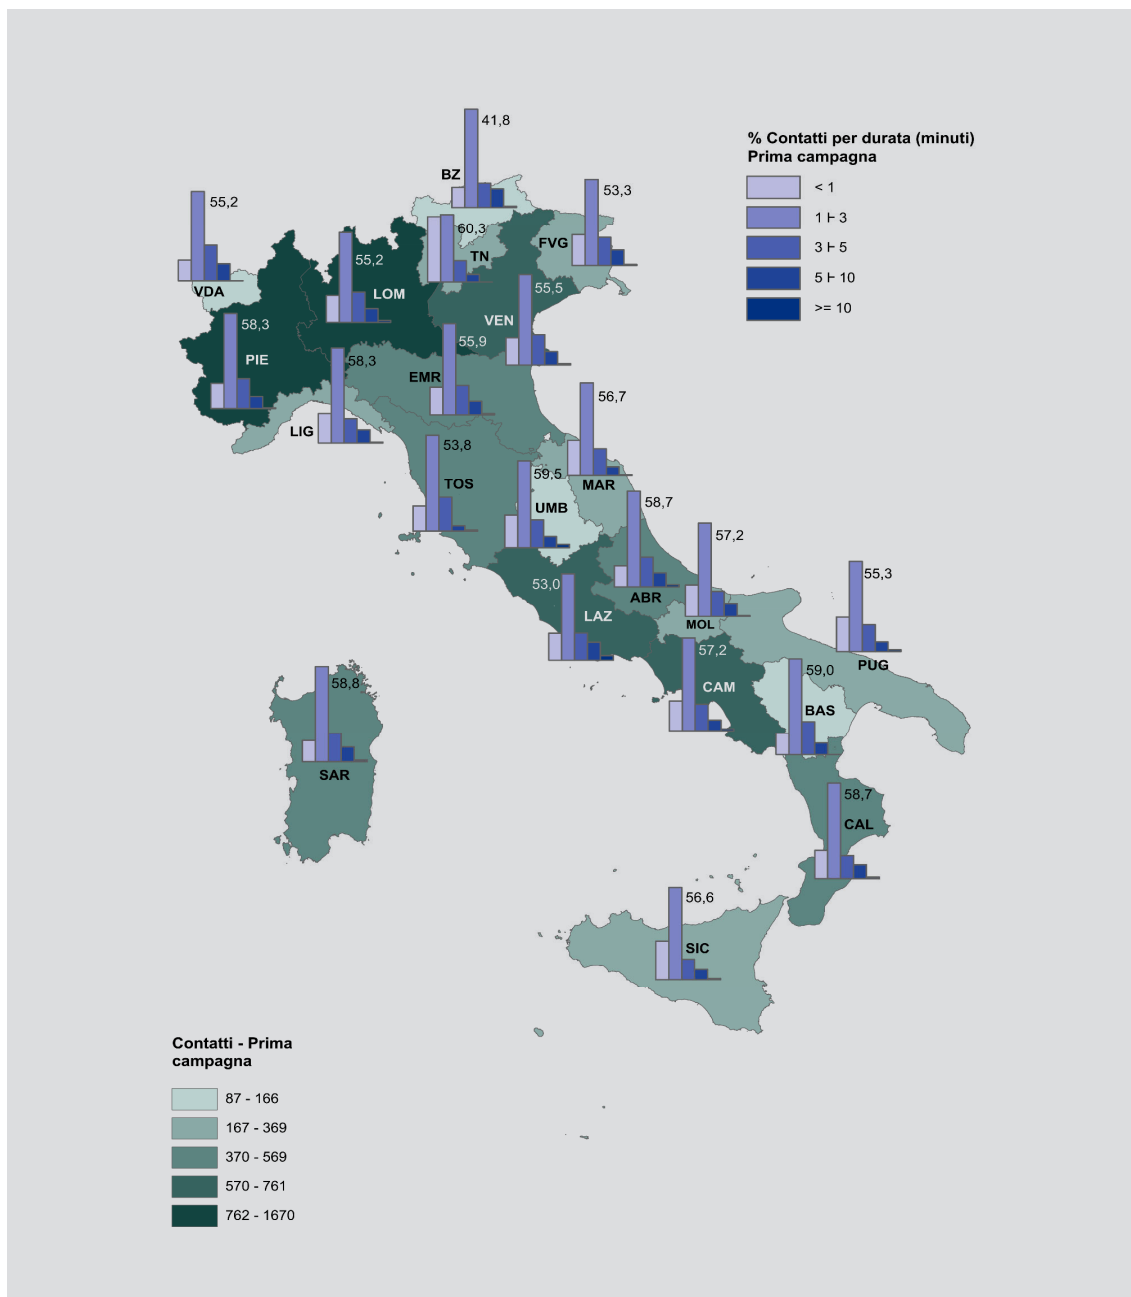 % Contatti per durata (minuti)
Prima campagna
< 1
1 Ⱶ 3
3 Ⱶ 5
5 Ⱶ 10
>= 10
41,8
BZ
55,2
VDA
60,3
TN
53,3
FVG
55,2
LOM
55,5
VEN
58,3
PIE
58,3
LIG
55,9
EMR
56,7
MAR
53,8
TOS
59,5
UMB
58,7
ABR
57,2
MOL
53,0
LAZ
55,3
PUG
57,2
CAM
59,0
BAS
58,8
SAR
58,7
CAL
56,6
SIC
Contatti - Prima
campagna
87 - 166
167 - 369
370 - 569
570 - 761
762 - 1670